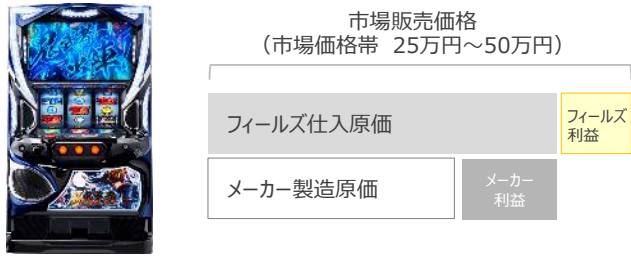 市場販売価格
（市場価格帯 25万円～50万円）
フィールズ仕入原価
フィールズ
利益
メーカー製造原価
メーカー
利益